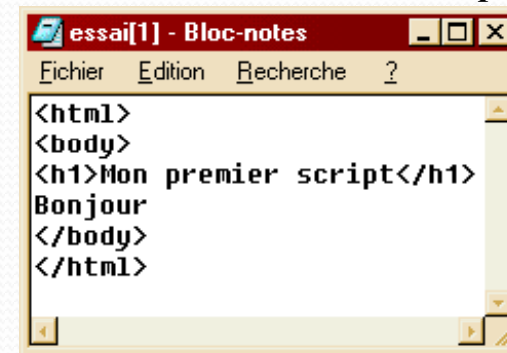 essai[1] - Bloc-notes
Fichier Edition Recherche ?
<html>
<body>
<h1>Mon premier script</h1>
Bonjour
</body>
</html>